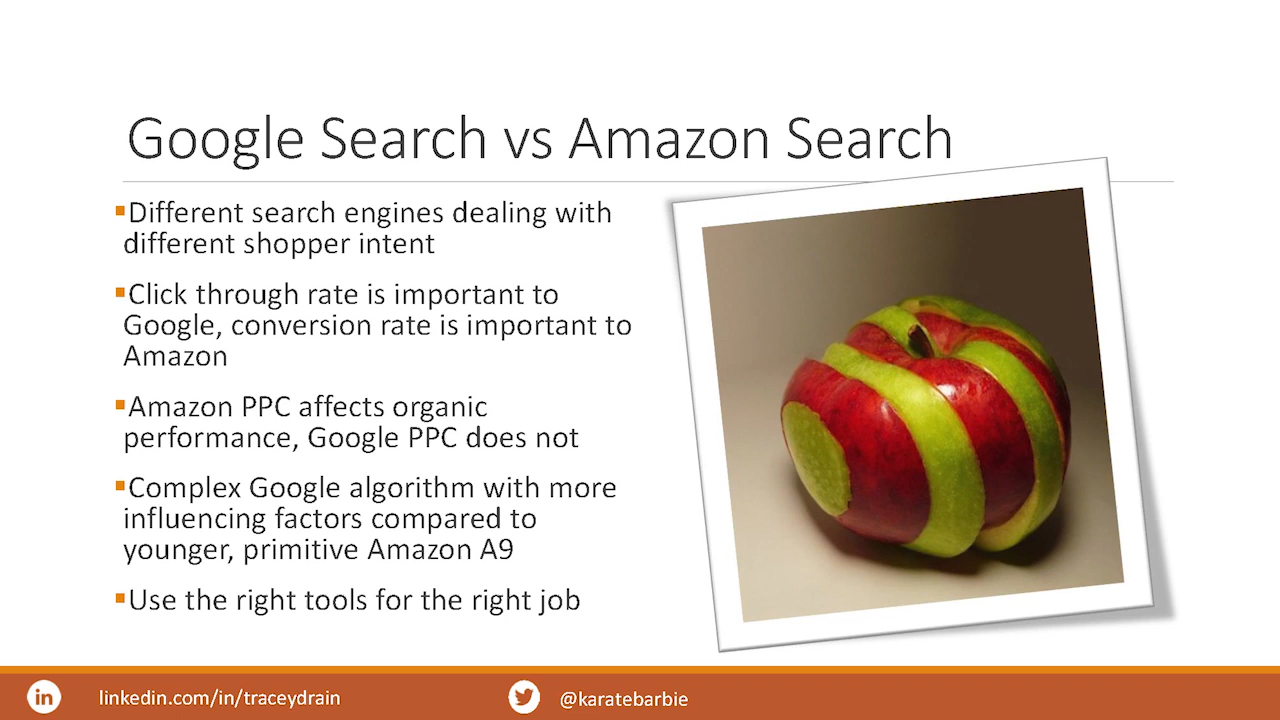 Google Search vs Amazon Search
Different search engines dealing with
different shopper intent
Click through rate is important to
Google, conversion rate is important to
Amazon
Amazon PPC affects organic
performance, Google PPC does not
Complex Google algorithm with more
influencing factors compared to
younger, primitive Amazon A9
Use the right tools for the right job
in
linkedin.com/in/traceydrain
@karatebarbie